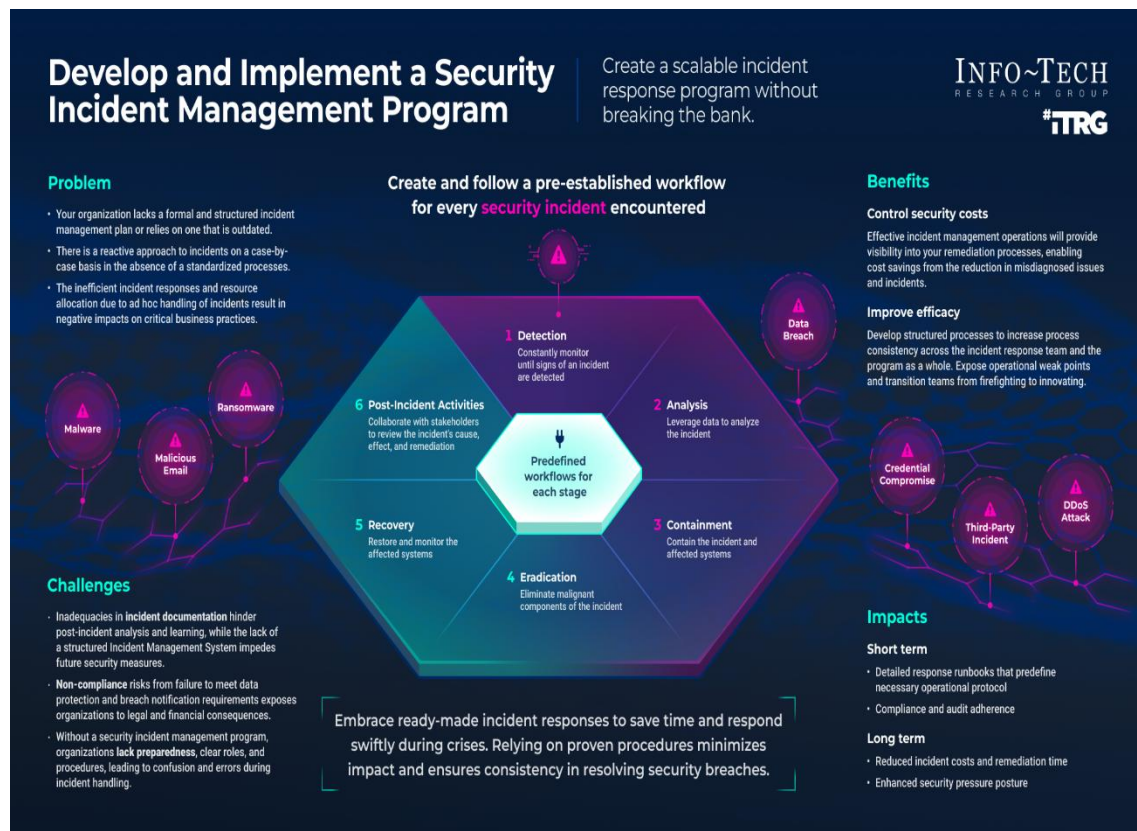 Develop and Implement a Security
Incident Management Program
Create a scalable incident
response program without
breaking the bank.
INFO~TECH
RESEARCH GROUP
#iTRG
Problem
• Your organization lacks a formal and structured incident
management plan or relies on one that is outdated.
• There is a reactive approach to incidents on a case-by-
case basis in the absence of a standardized processes.
• The inefficient incident responses and resource
allocation due to ad hoc handling of incidents result in
negative impacts on critical business practices.
Malware
Malicious
Email
Ransomware
Challenges
· Inadequacies in incident documentation hinder
post-incident analysis and learning, while the lack of
a structured Incident Management System impedes
future security measures.
· Non-compliance risks from failure to meet data
protection and breach notification requirements exposes
organizations to legal and financial consequences.
· Without a security incident management program,
organizations lack preparedness, clear roles, and
procedures, leading to confusion and errors during
incident handling.
Create and follow a pre-established workflow
for every security incident encountered
1 Detection
Constantly monitor
until signs of an incident
are detected
2 Analysis
Leverage data to analyze
the incident
3 Containment
Contain the incident and
affected systems
4 Eradication
Eliminate malignant
components of the incident
5 Recovery
Restore and monitor the
affected systems
6 Post-Incident Activities
Collaborate with stakeholders
to review the incident's cause,
effect, and remediation
Predefined
workflows for
each stage
Embrace ready-made incident responses to save time and respond
swiftly during crises. Relying on proven procedures minimizes
impact and ensures consistency in resolving security breaches.
Data
Breach
Benefits
Control security costs
Effective incident management operations will provide
visibility into your remediation processes, enabling
cost savings from the reduction in misdiagnosed issues
and incidents.
Improve efficacy
Develop structured processes to increase process
consistency across the incident response team and the
program as a whole. Expose operational weak points
and transition teams from firefighting to innovating.
Credential
Compromise
Third-Party
Incident
DDoS
Attack
Impacts
Short term
• Detailed response runbooks that predefine
necessary operational protocol
• Compliance and audit adherence
Long term
• Reduced incident costs and remediation time
• Enhanced security pressure posture